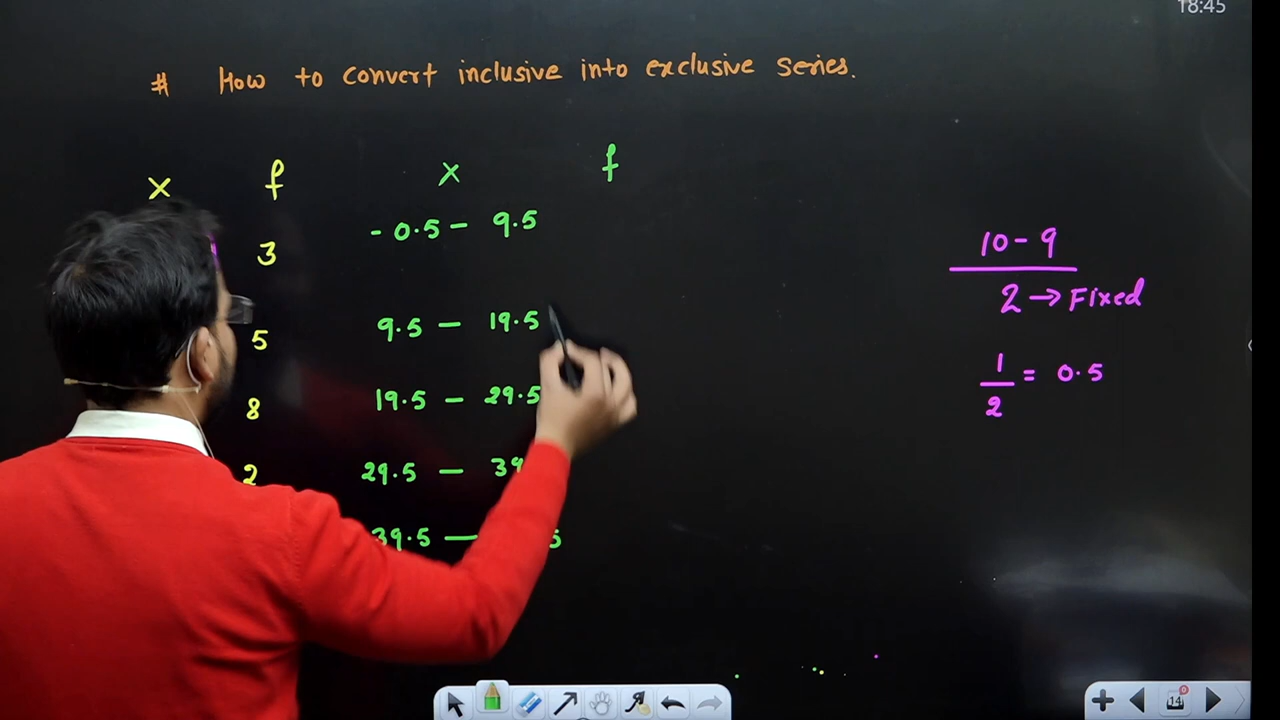 18:45
# How to convert inclusive into exclusive series.
x f x f
3 - 0.5 - 9.5
5 9.5 - 19.5
8 19.5 - 29.5
2 29.5 -
39.5 -
10 - 9
2 → Fixed
1
2 = 0.5
14